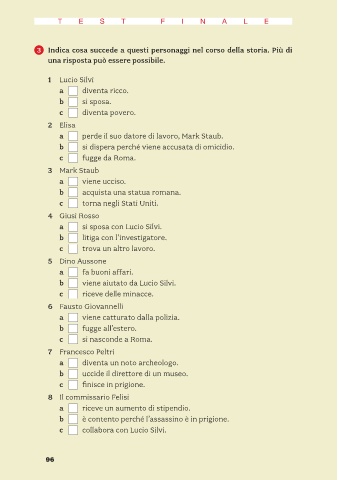 TEST FINALE
3 Indica cosa succede a questi personaggi nel corso della storia. Più di
una risposta può essere possibile.
1 Lucio Silvi
a diventa ricco.
b si sposa.
c diventa povero.
2 Elisa
a perde il suo datore di lavoro, Mark Staub.
b si dispera perché viene accusata di omicidio.
c fugge da Roma.
3 Mark Staub
a viene ucciso.
b acquista una statua romana.
c torna negli Stati Uniti.
4 Giusi Rosso
a si sposa con Lucio Silvi.
b litiga con l'investigatore.
c trova un altro lavoro.
5 Dino Aussone
a fa buoni affari.
b viene aiutato da Lucio Silvi.
c riceve delle minacce.
6 Fausto Giovannelli
a viene catturato dalla polizia.
b fugge all'estero.
c si nasconde a Roma.
7 Francesco Peltri
a diventa un noto archeologo.
b uccide il direttore di un museo.
c finisce in prigione.
8 Il commissario Pelisi
a riceve un aumento di stipendio.
b è contento perché l'assassino è in prigione.
c collabora con Lucio Silvi.
96